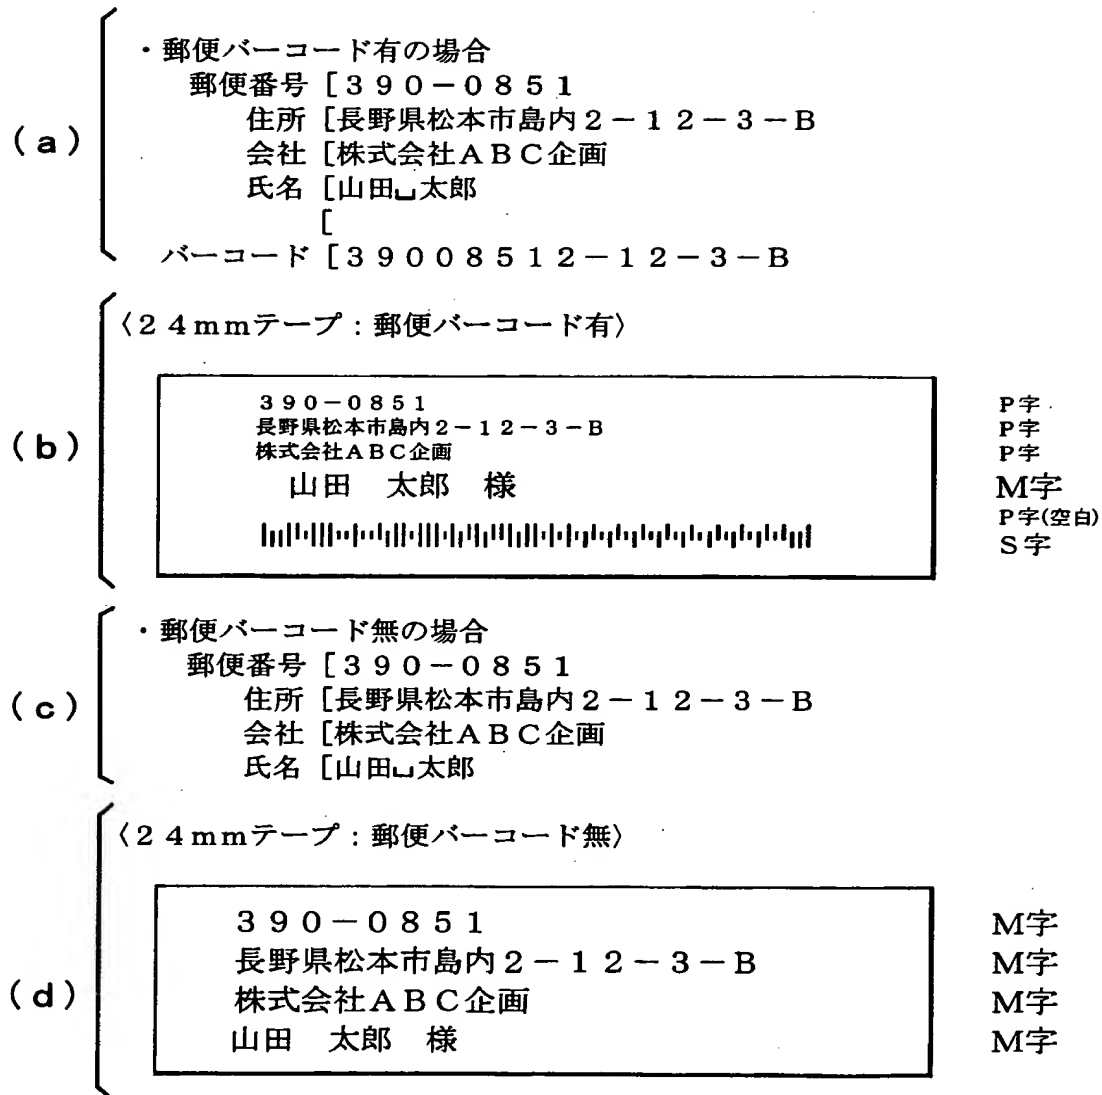 ・郵便バーコード有の場合
(a)
郵便番号 [390−0851
住所 [長野県松本市島内2−12−3−B
会社 [株式会社ABC企画
氏名 [山田␣太郎
[
バーコード [39008512−12−3−B
〈24mmテープ:郵便バーコード有〉
(b)
390−0851 P字
長野県松本市島内2−12−3−B P字
株式会社ABC企画 P字
山田 太郎 様 M字
P字(空白)
S字
・郵便バーコード無の場合
(c)
郵便番号 [390−0851
住所 [長野県松本市島内2−12−3−B
会社 [株式会社ABC企画
氏名 [山田␣太郎
〈24mmテープ:郵便バーコード無〉
(d)
390−0851 M字
長野県松本市島内2−12−3−B M字
株式会社ABC企画 M字
山田 太郎 様 M字